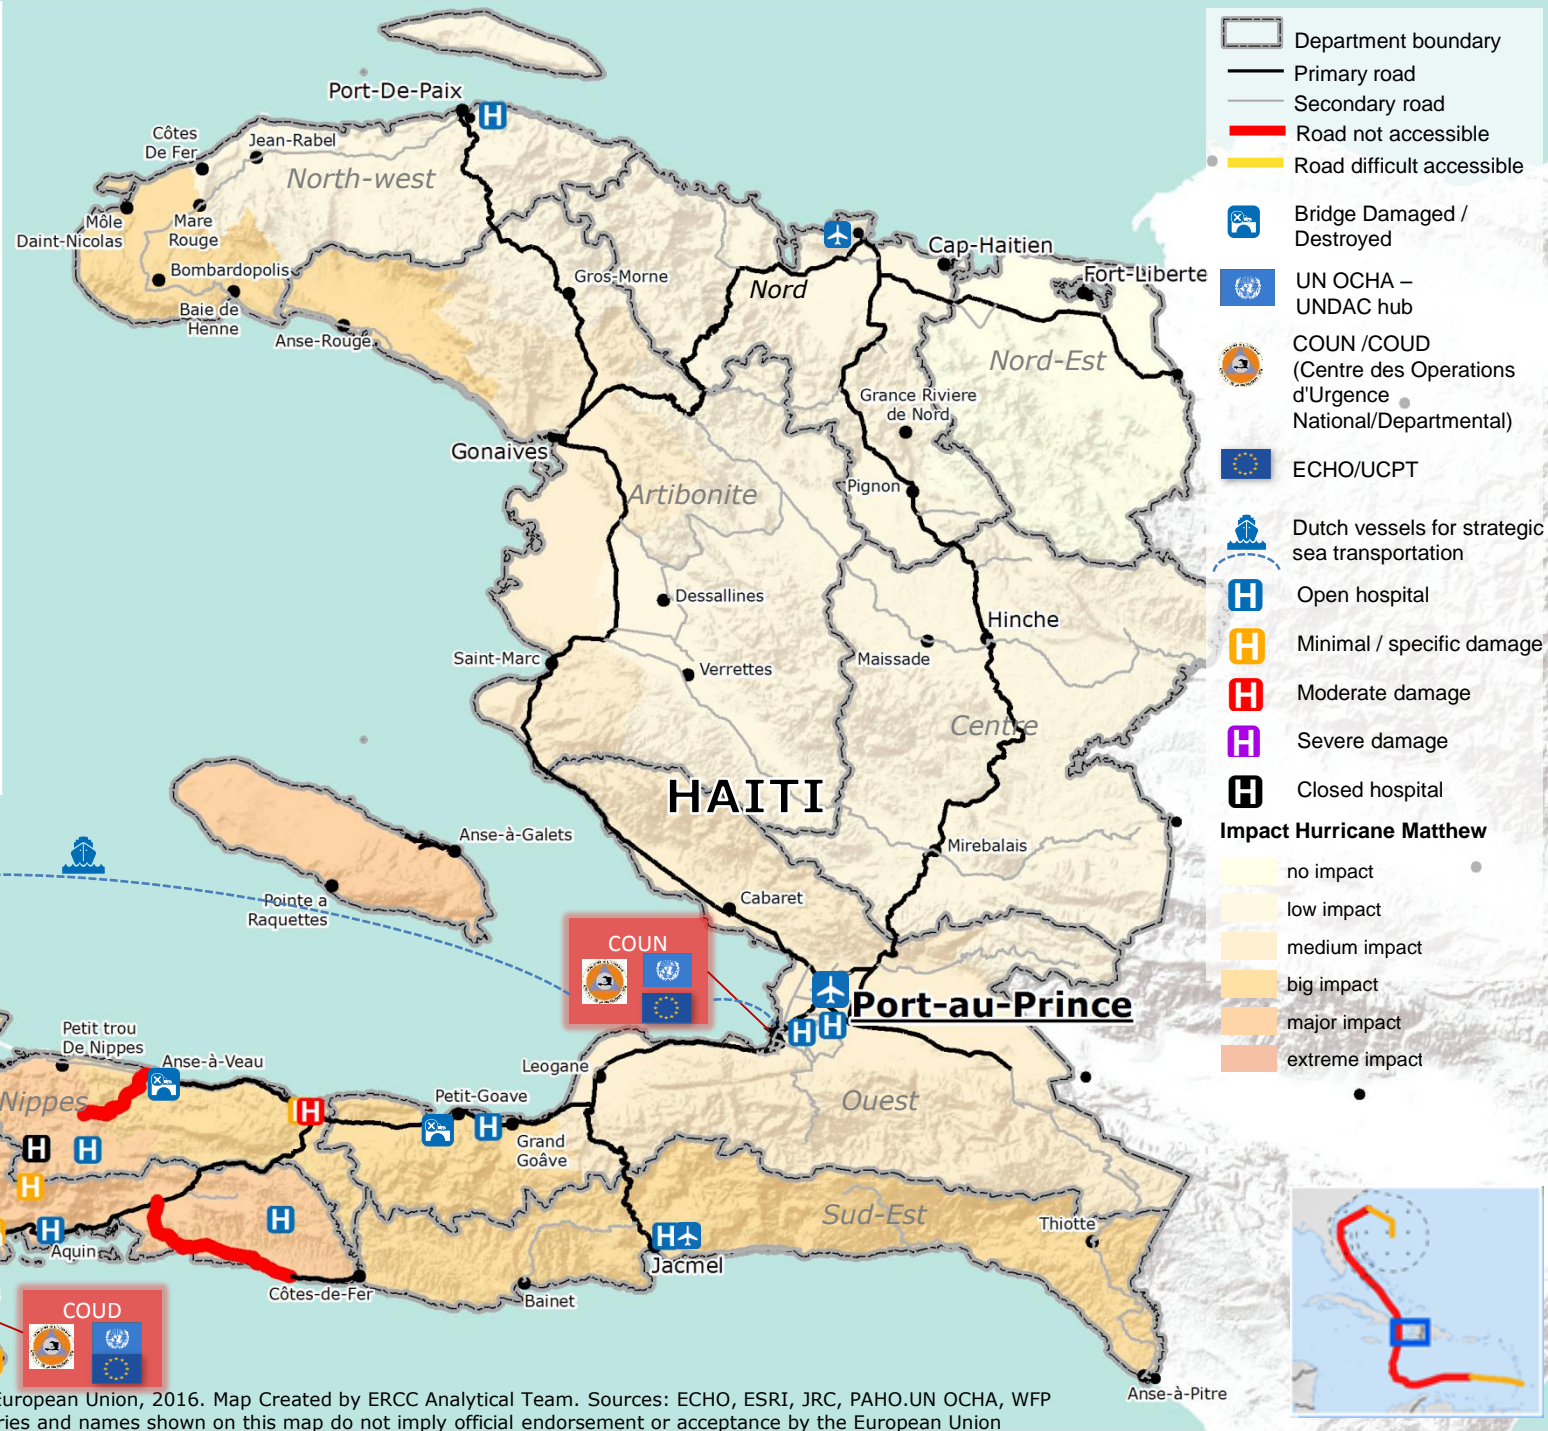 Port-De-Paix
Côtes
De Fer
Jean-Rabel
North-west
Môle
Daint-Nicolas
Mare
Rouge
Bombardopolis
Baie de
Henne
Anse-Rouge
Gros-Morne
Nord
Cap-Haitien
Fort-Liberte
Nord-Est
Grance Riviere
de Nord
Gonaives
Artibonite
Pignon
Dessallines
Hinche
Saint-Marc
Verrettes
Maissade
Centre
HAITI
Anse-à-Galets
Mirebalais
Pointe a
Raquettes
Cabaret
COUN
Port-au-Prince
Petit trou
De Nippes
Anse-à-Veau
Leogane
Nippes
Petit-Goave
Ouest
Grand
Goâve
Sud-Est
Thiotte
Aquin
Jacmel
Côtes-de-Fer
Bainet
COUD
Anse-à-Pitre
European Union, 2016. Map Created by ERCC Analytical Team. Sources: ECHO, ESRI, JRC, PAHO.UN OCHA, WFP
ries and names shown on this map do not imply official endorsement or acceptance by the European Union
Department boundary
Primary road
Secondary road
Road not accessible
Road difficult accessible
Bridge Damaged /
Destroyed
UN OCHA –
UNDAC hub
COUN /COUD
(Centre des Operations
d'Urgence
National/Departmental)
ECHO/UCPT
Dutch vessels for strategic
sea transportation
H Open hospital
H Minimal / specific damage
H Moderate damage
H Severe damage
H Closed hospital
Impact Hurricane Matthew
no impact
low impact
medium impact
big impact
major impact
extreme impact